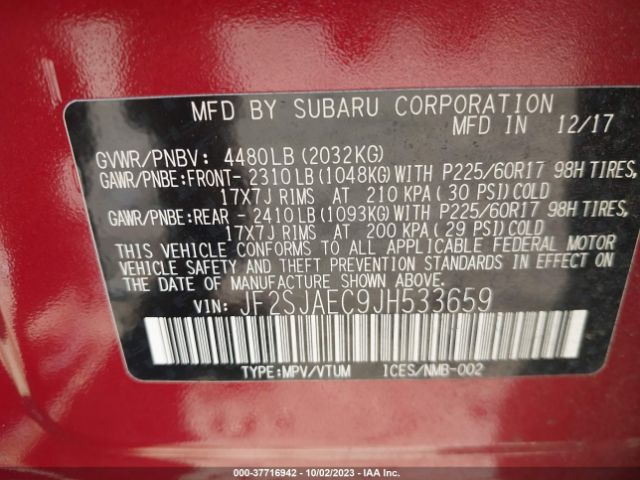 MFD BY SUBARU CORPORATION
MFD IN 12/17
GVWR/PNBV: 4480LB (2032KG)
GAWR/PNBE:FRONT- 2310LB(1048KG)WITH P225/60R17 98H TIRES,
17X7J RIMS AT 210 KPA ( 30 PSI)COLD
GAWR/PNBE:REAR - 2410LB(1093KG)WITH P225/60R17 98H TIRES,
17X7J RIMS AT 200 KPA ( 29 PSI)COLD
THIS VEHICLE CONFORMS TO ALL APPLICABLE FEDERAL MOTOR
VEHICLE SAFETY AND THEFT PREVENTION STANDARDS IN EFFECT ON
THE DATE OF MANUFACTURE SHOWN ABOVE.
VIN: JF2SJAEC9JH533659
TYPE:MPV/VTUM ICES/NMB-002
000-37716942 - 10/02/2023 - IAA Inc.